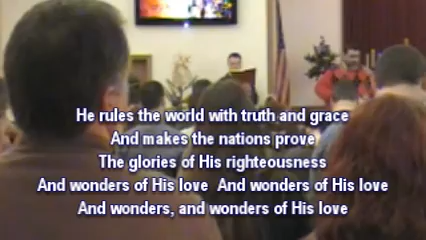 He rules the world with truth and grace
And makes the nations prove
The glories of His righteousness
And wonders of His love And wonders of His love
And wonders, and wonders of His love